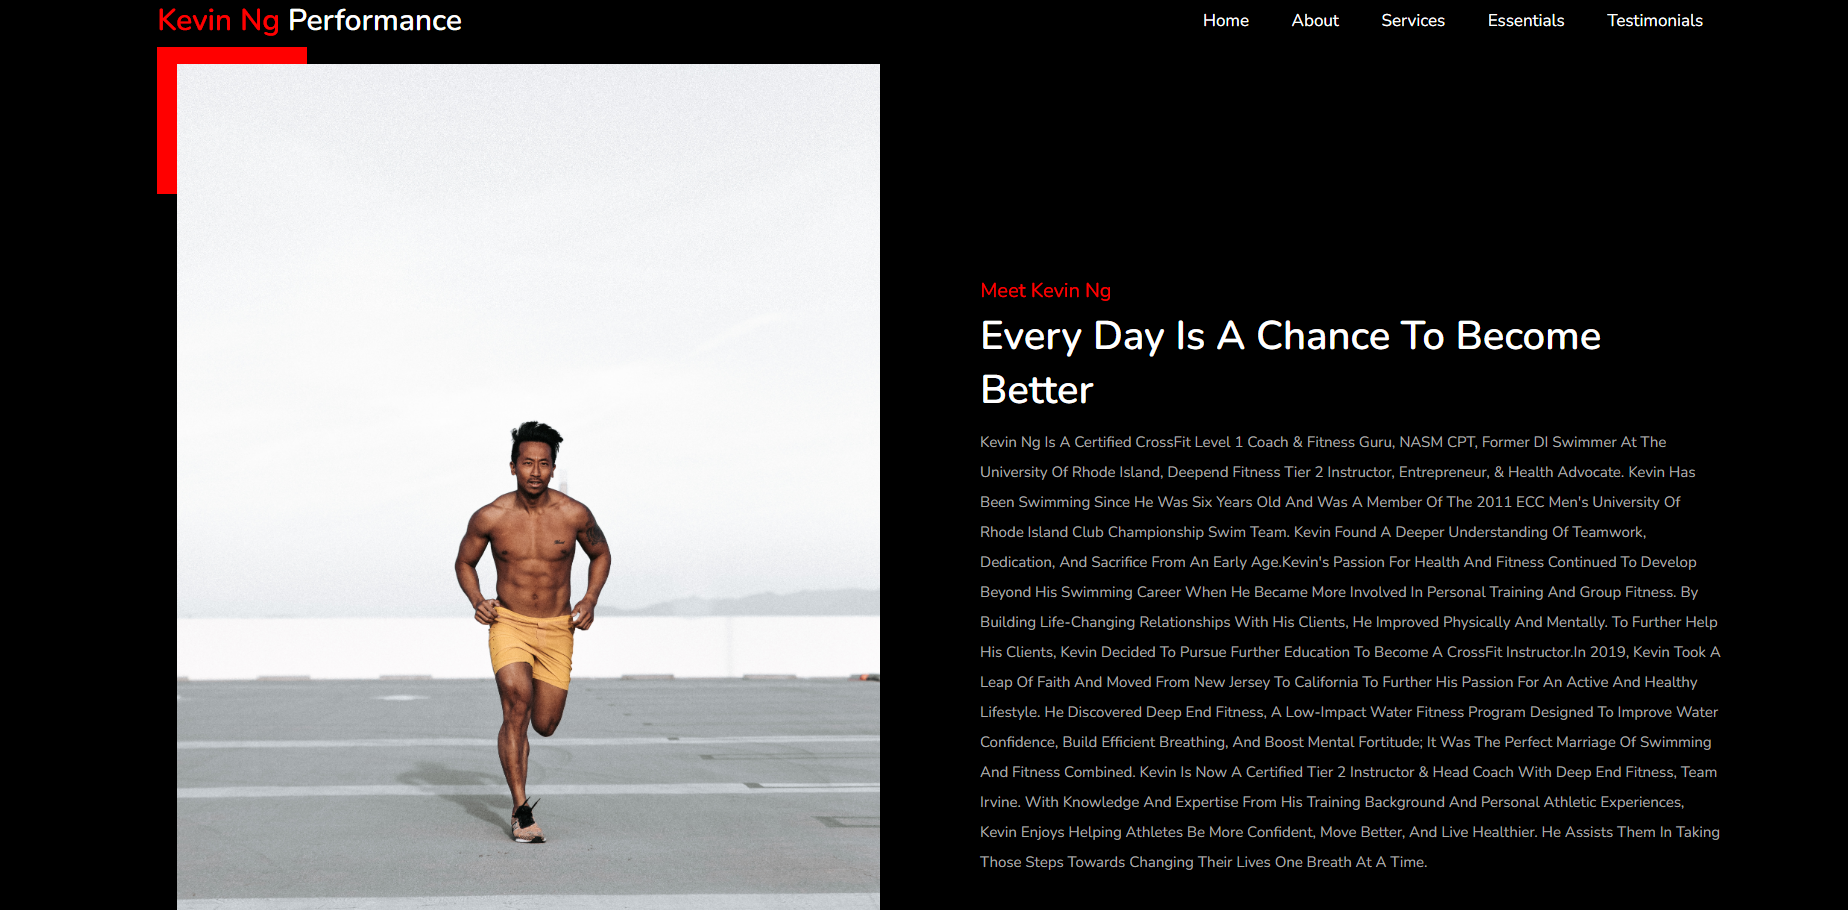 Kevin Ng Performance
Home About Services Essentials Testimonials
Meet Kevin Ng
Every Day Is A Chance To Become
Better
Kevin Ng Is A Certified CrossFit Level 1 Coach & Fitness Guru, NASM CPT, Former DI Swimmer At The
University Of Rhode Island, Deepend Fitness Tier 2 Instructor, Entrepreneur, & Health Advocate. Kevin Has
Been Swimming Since He Was Six Years Old And Was A Member Of The 2011 ECC Men's University Of
Rhode Island Club Championship Swim Team. Kevin Found A Deeper Understanding Of Teamwork,
Dedication, And Sacrifice From An Early Age.Kevin's Passion For Health And Fitness Continued To Develop
Beyond His Swimming Career When He Became More Involved In Personal Training And Group Fitness. By
Building Life-Changing Relationships With His Clients, He Improved Physically And Mentally. To Further Help
His Clients, Kevin Decided To Pursue Further Education To Become A CrossFit Instructor.In 2019, Kevin Took A
Leap Of Faith And Moved From New Jersey To California To Further His Passion For An Active And Healthy
Lifestyle. He Discovered Deep End Fitness, A Low-Impact Water Fitness Program Designed To Improve Water
Confidence, Build Efficient Breathing, And Boost Mental Fortitude; It Was The Perfect Marriage Of Swimming
And Fitness Combined. Kevin Is Now A Certified Tier 2 Instructor & Head Coach With Deep End Fitness, Team
Irvine. With Knowledge And Expertise From His Training Background And Personal Athletic Experiences,
Kevin Enjoys Helping Athletes Be More Confident, Move Better, And Live Healthier. He Assists Them In Taking
Those Steps Towards Changing Their Lives One Breath At A Time.